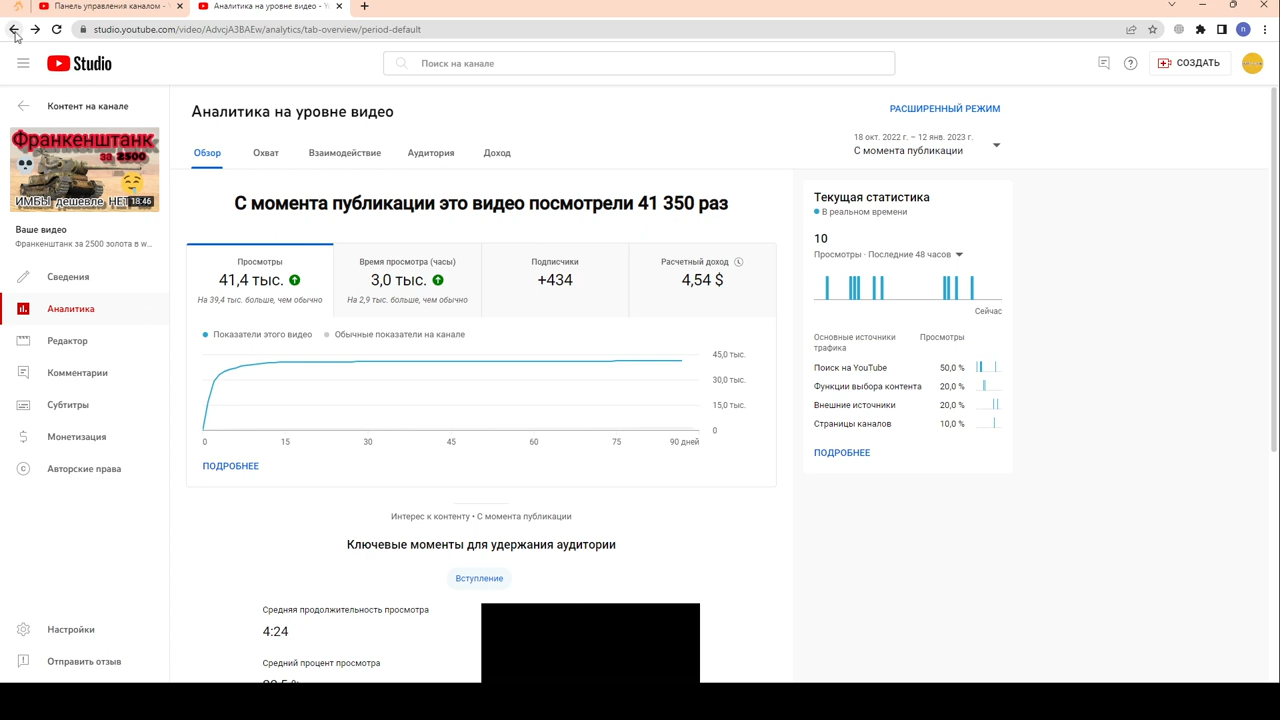 Панель управления каналом -
Аналитика на уровне видео - Yo
studio.youtube.com/video/AdvcjA3BAEw/analytics/tab-overview/period-default
п
Studio
Поиск на канале
СОЗДАТЬ
Контент на канале
Франкенштанк
за 2500
ИМБЫ дешевле НЕТ
18:46
Ваше видео
Франкенштанк за 2500 золота в w...
Сведения
Аналитика
Редактор
Комментарии
Субтитры
Монетизация
Авторские права
Настройки
Отправить отзыв
Аналитика на уровне видео
РАСШИРЕННЫЙ РЕЖИМ
Обзор Охват Взаимодействие Аудитория Доход
18 окт. 2022 г. – 12 янв. 2023 г.
С момента публикации
С момента публикации это видео посмотрели 41 350 раз
Просмотры
41,4 тыс.
На 39,4 тыс. больше, чем обычно
Время просмотра (часы)
3,0 тыс.
На 2,9 тыс. больше, чем обычно
Подписчики
+434
Расчетный доход
4,54 $
Показатели этого видео Обычные показатели на канале
45,0 тыс.
30,0 тыс.
15,0 тыс.
0
0 15 30 45 60 75 90 дней
ПОДРОБНЕЕ
Интерес к контенту • С момента публикации
Ключевые моменты для удержания аудитории
Вступление
Средняя продолжительность просмотра
4:24
Средний процент просмотра
Текущая статистика
В реальном времени
10
Просмотры · Последние 48 часов
Сейчас
Основные источники трафика Просмотры
Поиск на YouTube 50,0 %
Функции выбора контента 20,0 %
Внешние источники 20,0 %
Страницы каналов 10,0 %
ПОДРОБНЕЕ